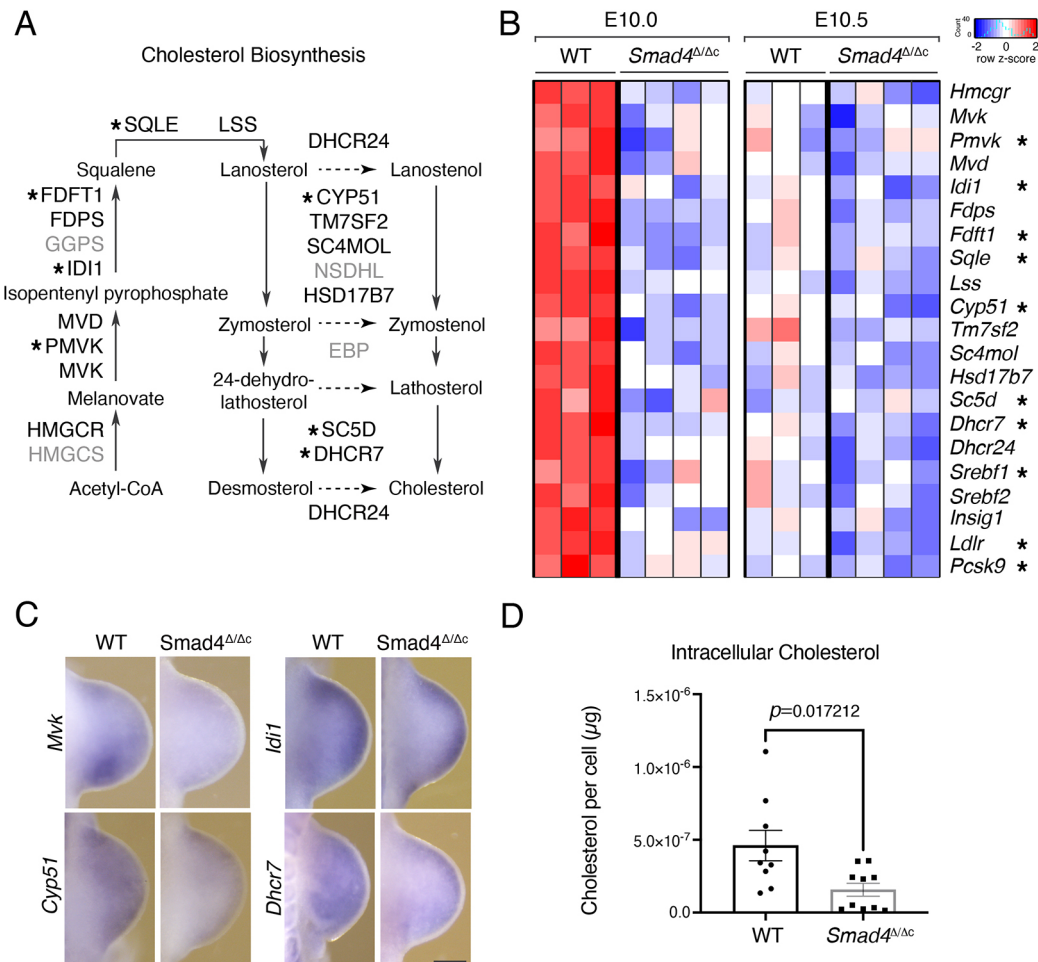 A
Cholesterol Biosynthesis
*SQLE LSS
DHCR24
Squalene Lanosterol Lanostenol
*FDFT1
FDPS
GGPS
*IDI1
*CYP51
TM7SF2
SC4MOL
NSDHL
HSD17B7
Isopentenyl pyrophosphate
MVD
*PMVK
MVK
Zymosterol Zymostenol
EBP
Melanovate
24-dehydro-
lathosterol
Lathosterol
HMGCR
HMGCS
*SC5D
*DHCR7
Acetyl-CoA Desmosterol Cholesterol
DHCR24
B
E10.0 E10.5
WT Smad4Δ/Δc WT Smad4Δ/Δc
Count
40
0
-2 0 2
row z-score
Hmcgr
Mvk
Pmvk *
Mvd
Idi1 *
Fdps
Fdft1 *
Sqle *
Lss
Cyp51 *
Tm7sf2
Sc4mol
Hsd17b7
Sc5d *
Dhcr7 *
Dhcr24
Srebf1 *
Srebf2
Insig1
Ldlr *
Pcsk9 *
C
WT Smad4Δ/Δc WT Smad4Δ/Δc
Mvk
Idi1
Cyp51
Dhcr7
D
Intracellular Cholesterol
Cholesterol per cell (µg)
1.5×10⁻⁶
p=0.017212
1.0×10⁻⁶
5.0×10⁻⁷
0.0
WT Smad4Δ/Δc